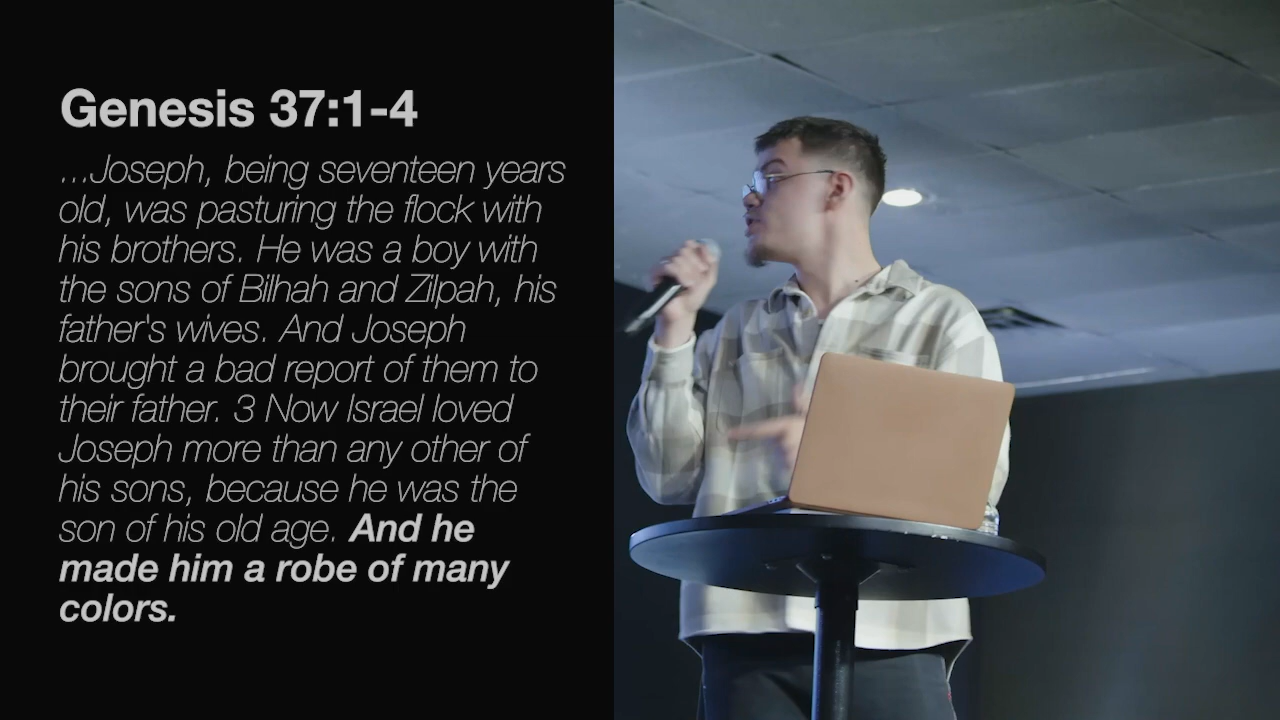 Genesis 37:1-4
...Joseph, being seventeen years
old, was pasturing the flock with
his brothers. He was a boy with
the sons of Bilhah and Zilpah, his
father's wives. And Joseph
brought a bad report of them to
their father. 3 Now Israel loved
Joseph more than any other of
his sons, because he was the
son of his old age. And he
made him a robe of many
colors.